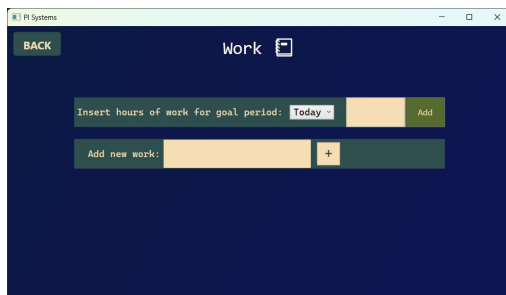 PI Systems
BACK
Work
Insert hours of work for goal period: Today Add
Add new work: +